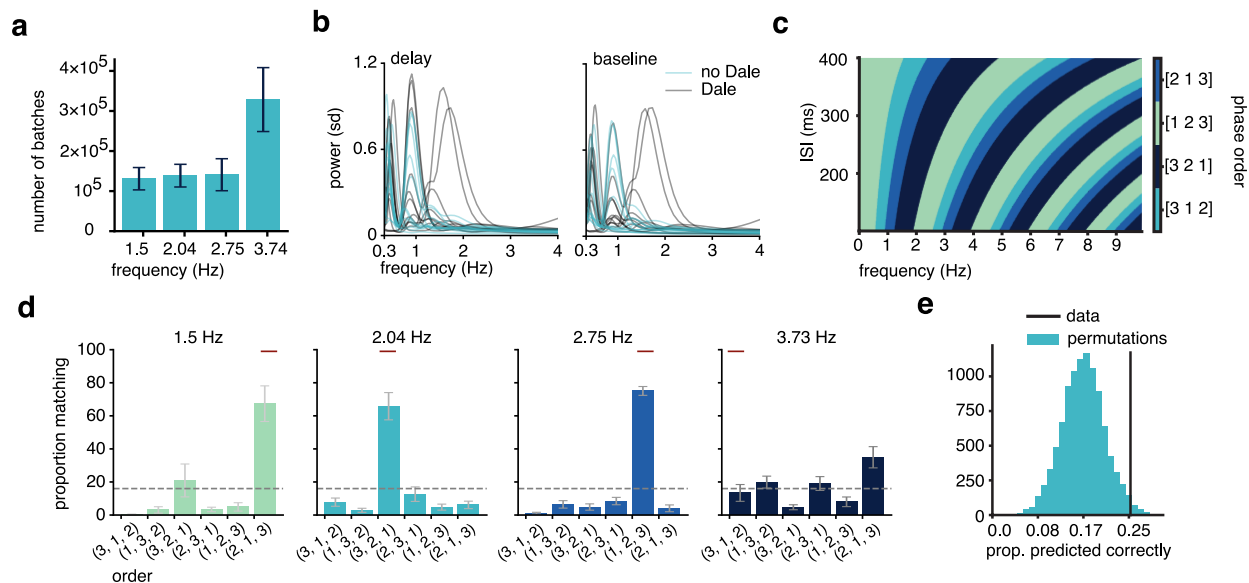 a
number of batches
4×10⁵
3×10⁵
2×10⁵
10⁵
0
1.5 2.04 2.75 3.74
frequency (Hz)
b
delay
baseline
no Dale
Dale
power (sd)
1.2
0.6
0
0.3 1 2 3 4
0.3 1 2 3 4
frequency (Hz)
c
ISI (ms)
400
300
200
0 1 2 3 4 5 6 7 8 9
frequency (Hz)
[2 1 3]
[1 2 3]
[3 2 1]
[3 1 2]
phase order
d
1.5 Hz 2.04 Hz 2.75 Hz 3.73 Hz
proportion matching
100
80
60
40
20
0
(3, 1, 2) (1, 3, 2) (3, 2, 1) (2, 3, 1) (1, 2, 3) (2, 1, 3)
(3, 1, 2) (1, 3, 2) (3, 2, 1) (2, 3, 1) (1, 2, 3) (2, 1, 3)
(3, 1, 2) (1, 3, 2) (3, 2, 1) (2, 3, 1) (1, 2, 3) (2, 1, 3)
(3, 1, 2) (1, 3, 2) (3, 2, 1) (2, 3, 1) (1, 2, 3) (2, 1, 3)
order
e
data
permutations
1000
750
500
250
0
0.0 0.08 0.17 0.25
prop. predicted correctly